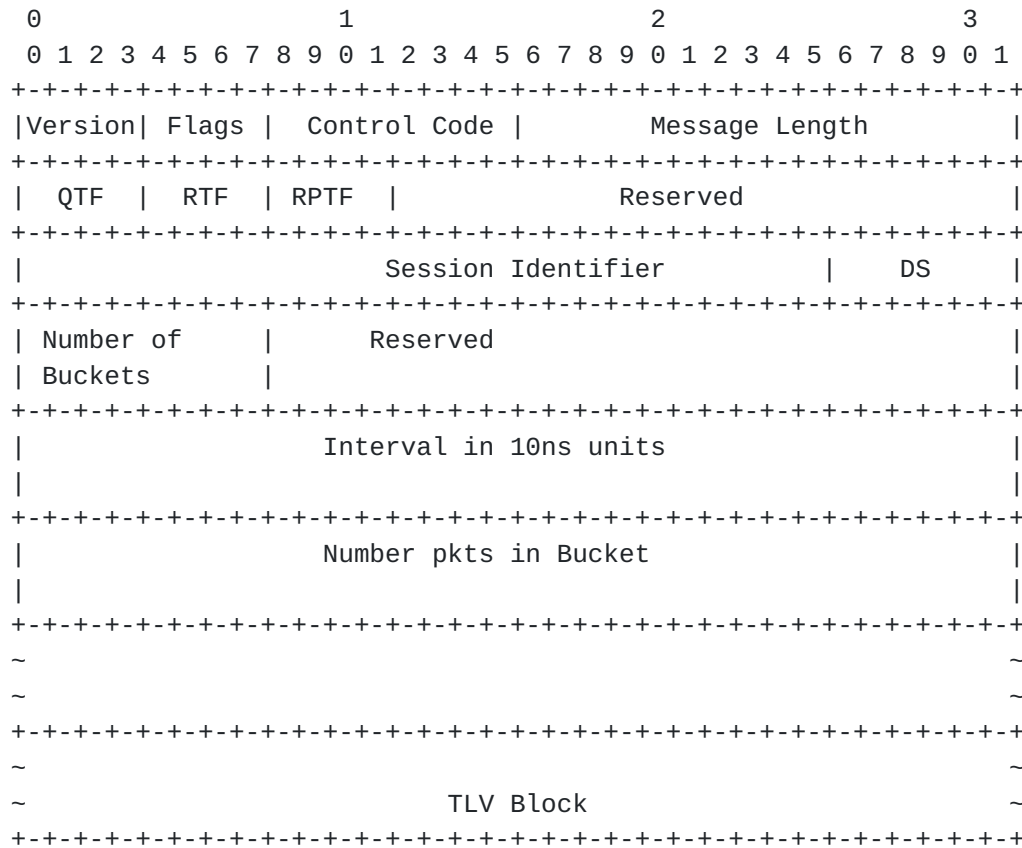 0                   1                   2                   3
 0 1 2 3 4 5 6 7 8 9 0 1 2 3 4 5 6 7 8 9 0 1 2 3 4 5 6 7 8 9 0 1
+-+-+-+-+-+-+-+-+-+-+-+-+-+-+-+-+-+-+-+-+-+-+-+-+-+-+-+-+-+-+-+-+
|Version| Flags |  Control Code |        Message Length         |
+-+-+-+-+-+-+-+-+-+-+-+-+-+-+-+-+-+-+-+-+-+-+-+-+-+-+-+-+-+-+-+-+
|  QTF  |  RTF  | RPTF  |              Reserved                 |
+-+-+-+-+-+-+-+-+-+-+-+-+-+-+-+-+-+-+-+-+-+-+-+-+-+-+-+-+-+-+-+-+
|                       Session Identifier          |    DS     |
+-+-+-+-+-+-+-+-+-+-+-+-+-+-+-+-+-+-+-+-+-+-+-+-+-+-+-+-+-+-+-+-+
| Number of     |      Reserved                                 |
| Buckets       |                                               |
+-+-+-+-+-+-+-+-+-+-+-+-+-+-+-+-+-+-+-+-+-+-+-+-+-+-+-+-+-+-+-+-+
|                   Interval in 10ns units                      |
|                                                               |
+-+-+-+-+-+-+-+-+-+-+-+-+-+-+-+-+-+-+-+-+-+-+-+-+-+-+-+-+-+-+-+-+
|                   Number pkts in Bucket                       |
|                                                               |
+-+-+-+-+-+-+-+-+-+-+-+-+-+-+-+-+-+-+-+-+-+-+-+-+-+-+-+-+-+-+-+-+
~                                                               ~
~                                                               ~
+-+-+-+-+-+-+-+-+-+-+-+-+-+-+-+-+-+-+-+-+-+-+-+-+-+-+-+-+-+-+-+-+
~                                                               ~
~                           TLV Block                           ~
+-+-+-+-+-+-+-+-+-+-+-+-+-+-+-+-+-+-+-+-+-+-+-+-+-+-+-+-+-+-+-+-+